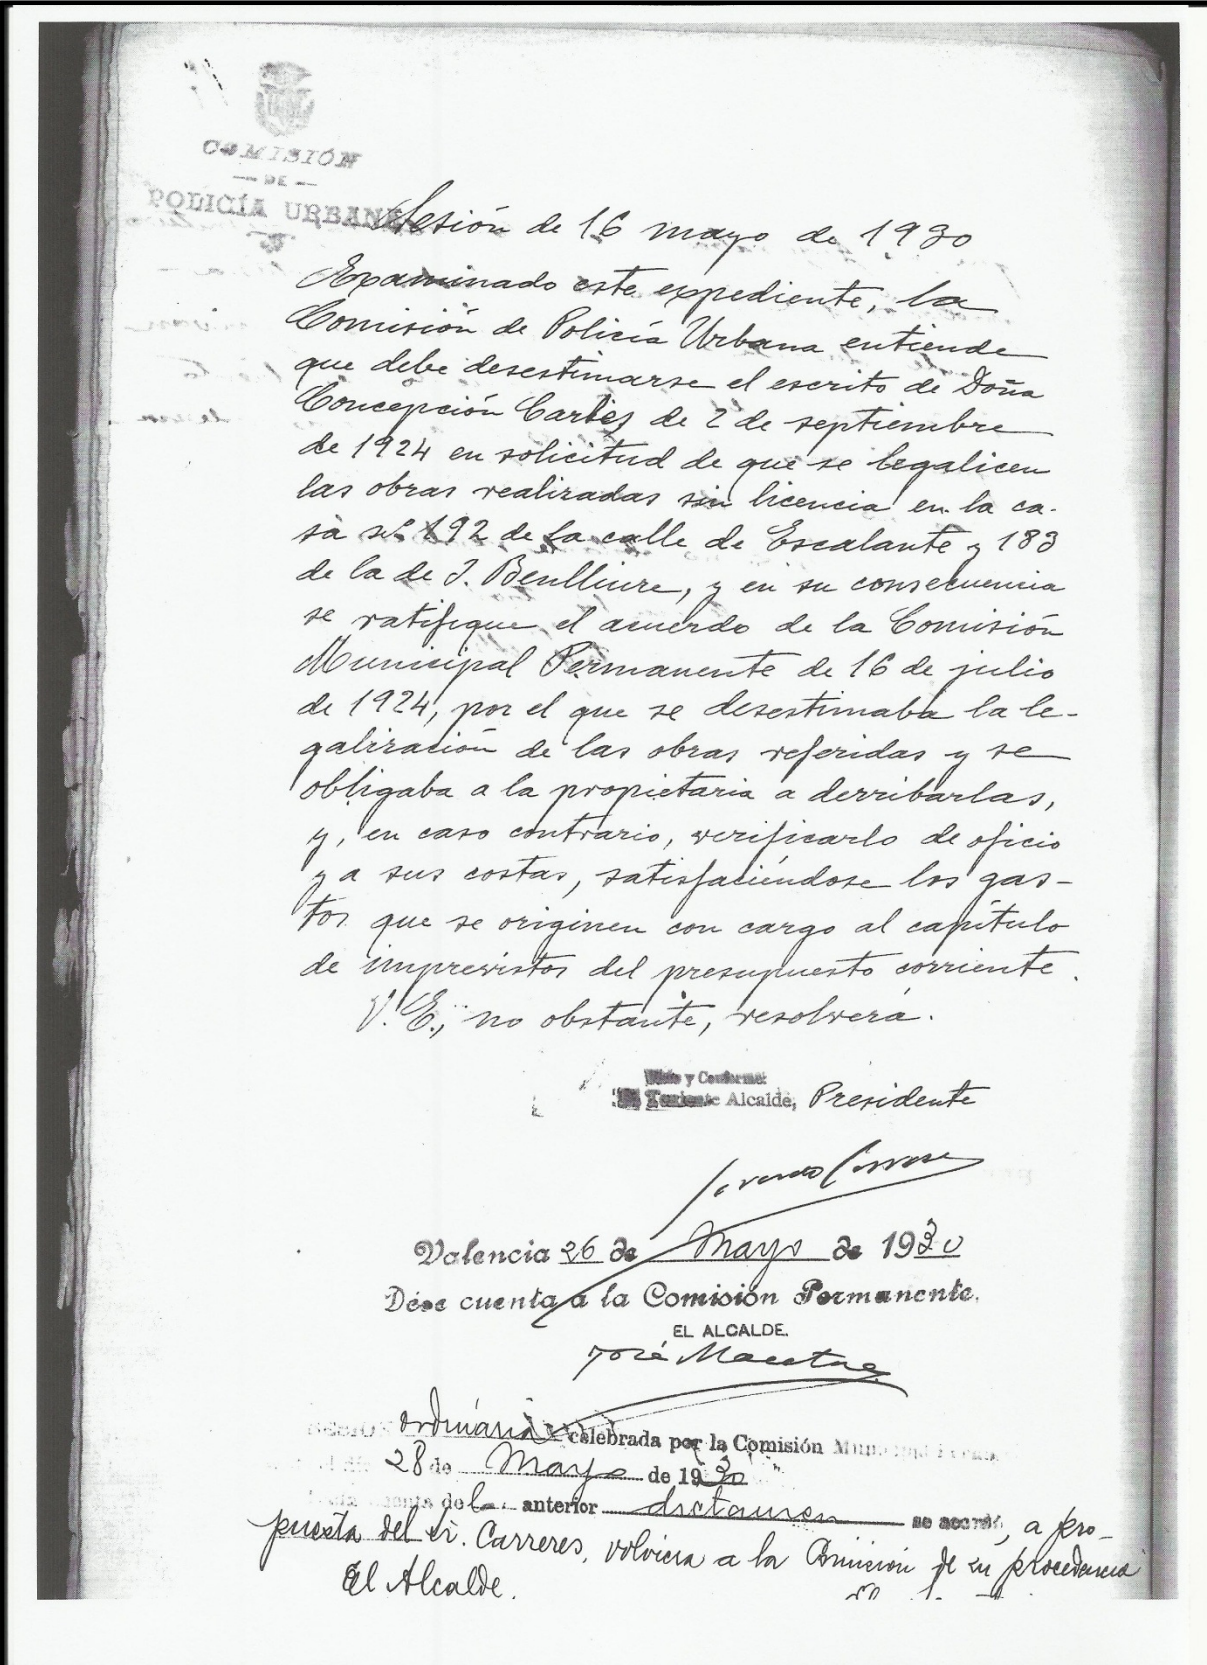 COMISIÓN
— DE —
POLICÍA URBANA
Sesión de 16 mayo de 1930
Examinado este expediente, la
Comisión de Policía Urbana entiende
que debe desestimarse el escrito de Doña
Concepción Carles de 2 de septiembre
de 1924 en solicitud de que se legalicen
las obras realizadas sin licencia en la ca-
sa nº 192 de la calle de Escalante y 183
de la de J. Benlliure, y en su consecuencia
se ratifique el acuerdo de la Comisión
Municipal Permanente de 16 de julio
de 1924, por el que se desestimaba la le-
galización de las obras referidas y se
obligaba a la propietaria a derribarlas,
y, en caso contrario, verificarlo de oficio
y a sus costas, satisfaciéndose los gas-
tos que se originen con cargo al capítulo
de imprevistos del presupuesto corriente.
V. E., no obstante, resolverá.
Visto y Conforme:
Teniente Alcalde, Presidente
Valencia 26 de Mayo de 1930
Dése cuenta a la Comisión Permanente.
EL ALCALDE.
José Maestre
ordinaria celebrada por la Comisión Municipal
28 de Mayo de 1930
cuenta del anterior dictamen se acordó, a pro-
puesta del Sr. Carreres, volviera a la Comisión de su procedencia
El Alcalde.